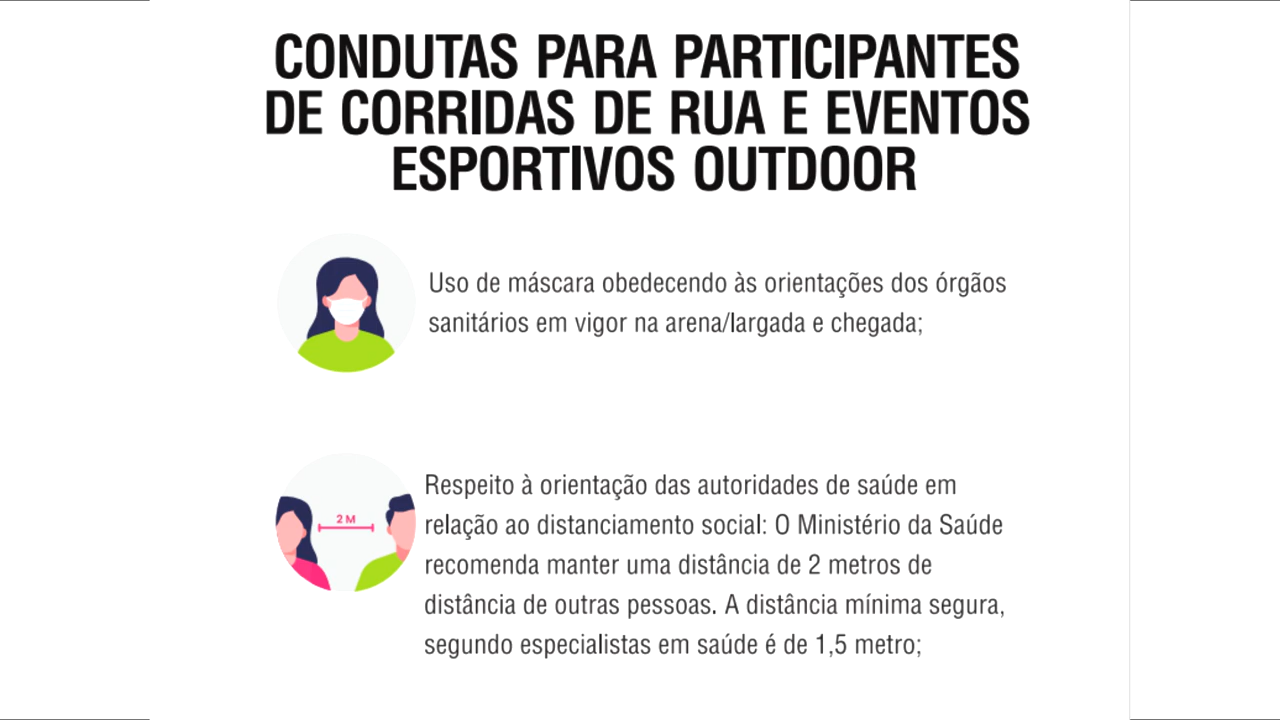 CONDUTAS PARA PARTICIPANTES
DE CORRIDAS DE RUA E EVENTOS
ESPORTIVOS OUTDOOR
Uso de máscara obedecendo às orientações dos órgãos
sanitários em vigor na arena/largada e chegada;
Respeito à orientação das autoridades de saúde em
relação ao distanciamento social: O Ministério da Saúde
recomenda manter uma distância de 2 metros de
distância de outras pessoas. A distância mínima segura,
segundo especialistas em saúde é de 1,5 metro;
2 M